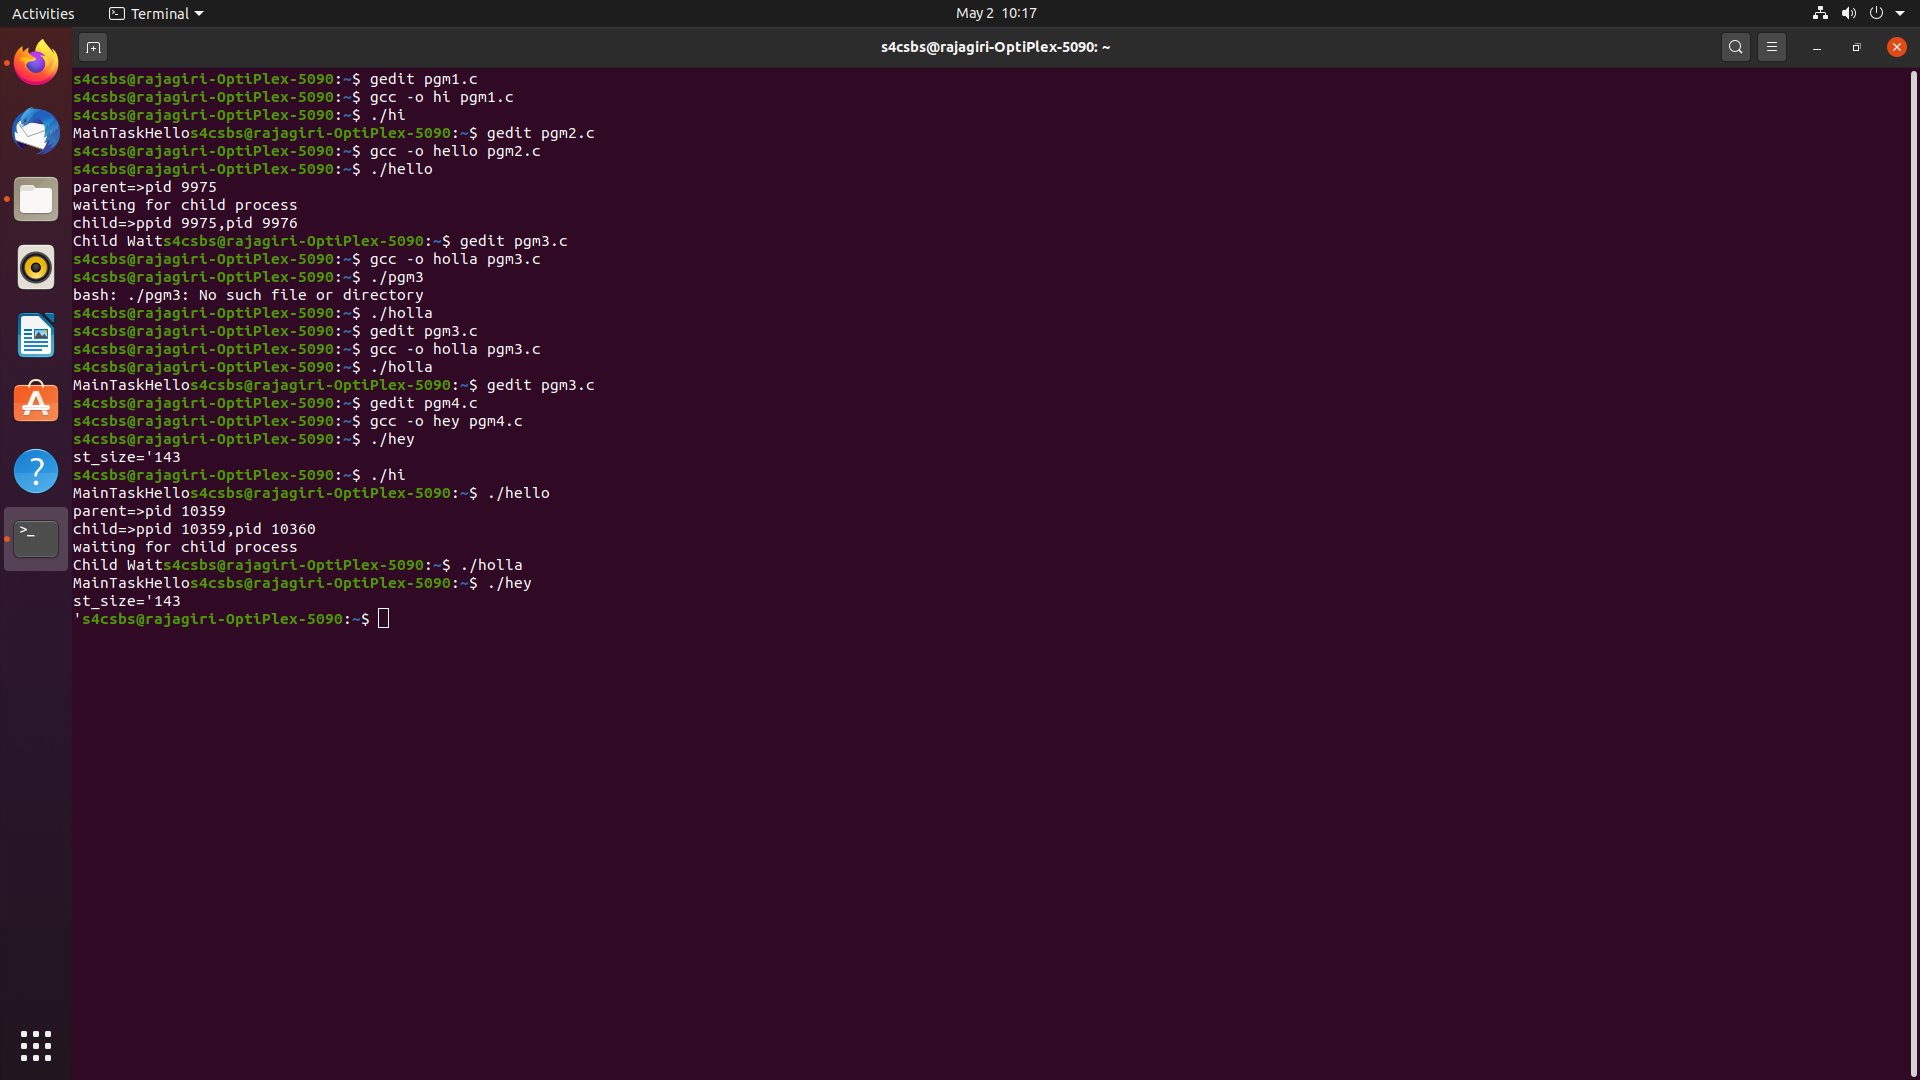 Activities
Terminal
May 2 10:17
s4csbs@rajagiri-OptiPlex-5090: ~
s4csbs@rajagiri-OptiPlex-5090:~$ gedit pgm1.c
s4csbs@rajagiri-OptiPlex-5090:~$ gcc -o hi pgm1.c
s4csbs@rajagiri-OptiPlex-5090:~$ ./hi
MainTaskHellos4csbs@rajagiri-OptiPlex-5090:~$ gedit pgm2.c
s4csbs@rajagiri-OptiPlex-5090:~$ gcc -o hello pgm2.c
s4csbs@rajagiri-OptiPlex-5090:~$ ./hello
parent=>pid 9975
waiting for child process
child=>ppid 9975,pid 9976
Child Waits4csbs@rajagiri-OptiPlex-5090:~$ gedit pgm3.c
s4csbs@rajagiri-OptiPlex-5090:~$ gcc -o holla pgm3.c
s4csbs@rajagiri-OptiPlex-5090:~$ ./pgm3
bash: ./pgm3: No such file or directory
s4csbs@rajagiri-OptiPlex-5090:~$ ./holla
s4csbs@rajagiri-OptiPlex-5090:~$ gedit pgm3.c
s4csbs@rajagiri-OptiPlex-5090:~$ gcc -o holla pgm3.c
s4csbs@rajagiri-OptiPlex-5090:~$ ./holla
MainTaskHellos4csbs@rajagiri-OptiPlex-5090:~$ gedit pgm3.c
s4csbs@rajagiri-OptiPlex-5090:~$ gedit pgm4.c
s4csbs@rajagiri-OptiPlex-5090:~$ gcc -o hey pgm4.c
s4csbs@rajagiri-OptiPlex-5090:~$ ./hey
st_size='143
s4csbs@rajagiri-OptiPlex-5090:~$ ./hi
MainTaskHellos4csbs@rajagiri-OptiPlex-5090:~$ ./hello
parent=>pid 10359
child=>ppid 10359,pid 10360
waiting for child process
Child Waits4csbs@rajagiri-OptiPlex-5090:~$ ./holla
MainTaskHellos4csbs@rajagiri-OptiPlex-5090:~$ ./hey
st_size='143
's4csbs@rajagiri-OptiPlex-5090:~$